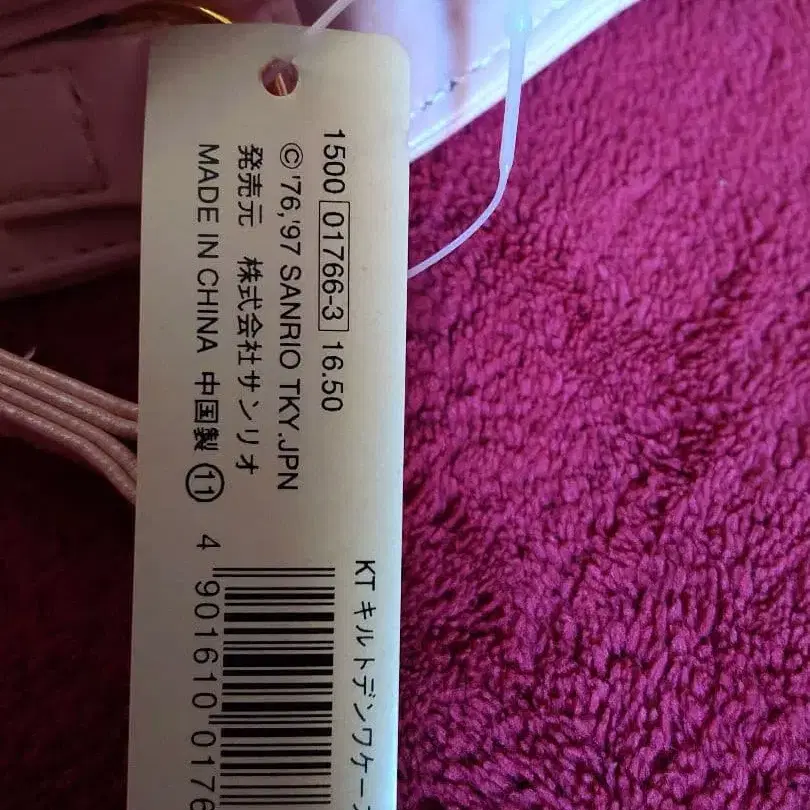 1500 01766-3 16.50
© '76,'97 SANRIO TKY.JPN
発売元 株式会社サンリオ
MADE IN CHINA 中国製 ⑪
KT キルトデンワケース
4 901610 0176